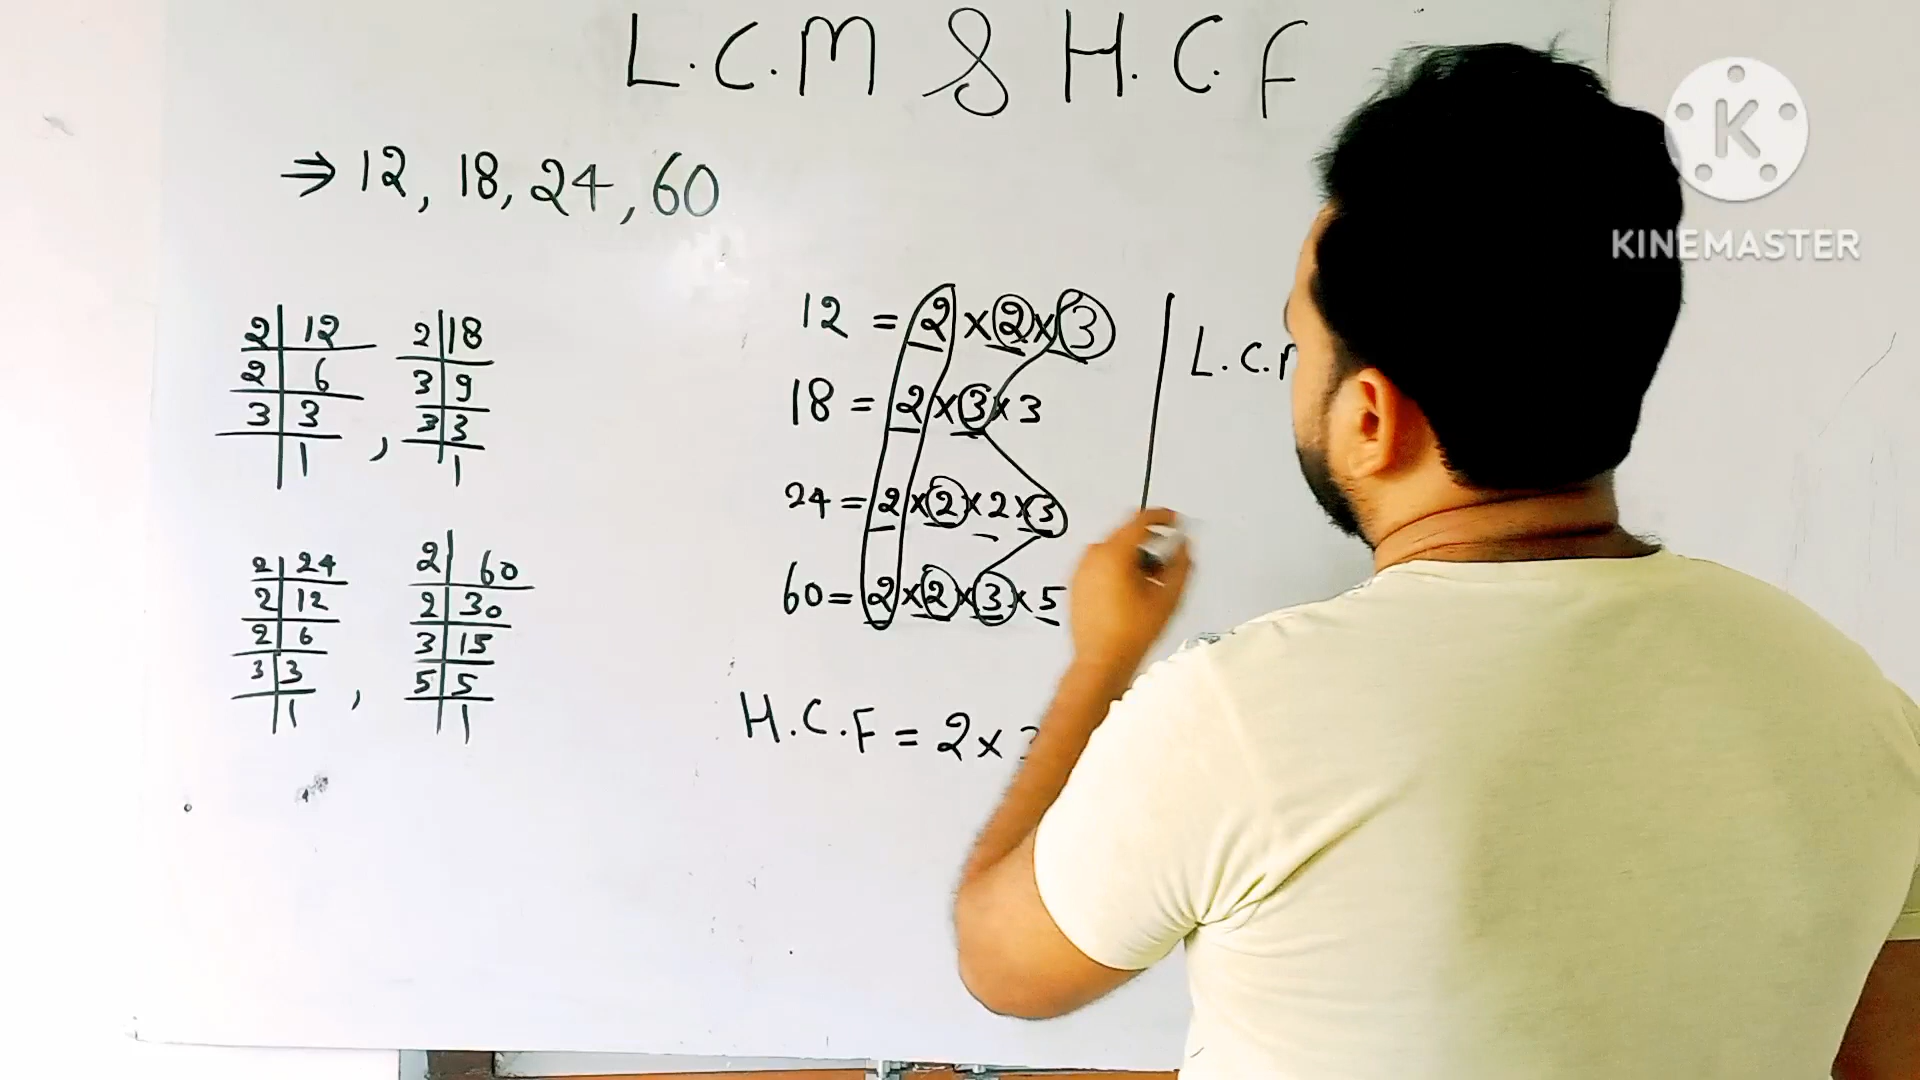 L.C.M & H.C.F
⇒ 12, 18, 24, 60
2 | 12
2 | 6
3 | 3
1 ,
2 | 18
3 | 9
3 | 3
1
2 | 24
2 | 12
2 | 6
3 | 3
1 ,
2 | 60
2 | 30
3 | 15
5 | 5
1
12 = 2 × 2 × 3
18 = 2 × 3 × 3
24 = 2 × 2 × 2 × 3
60 = 2 × 2 × 3 × 5
H.C.F = 2 ×
L.C.
K
KINEMASTER